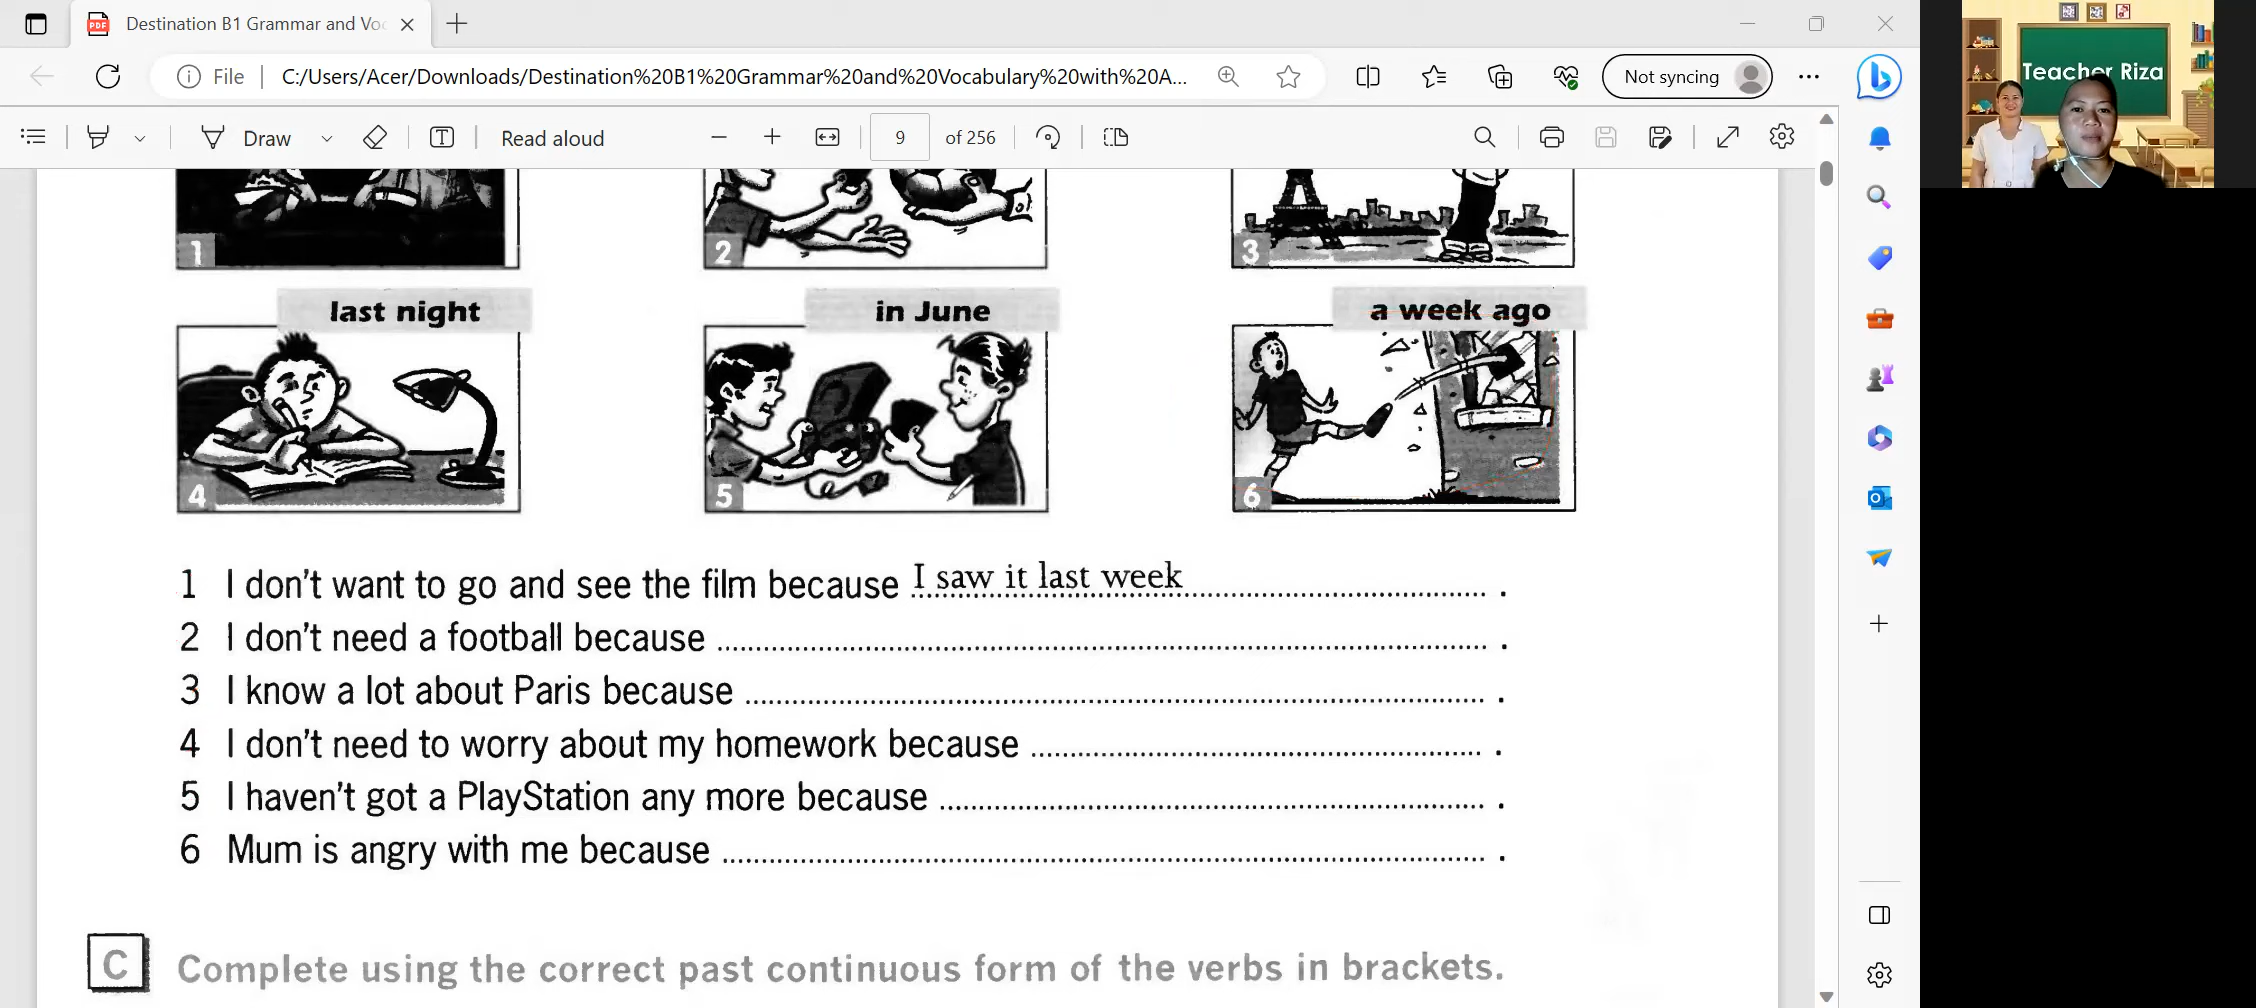 Destination B1 Grammar and Voc
File C:/Users/Acer/Downloads/Destination%20B1%20Grammar%20and%20Vocabulary%20with%20A...
Not syncing
Draw
Read aloud
9 of 256
Teacher Riza
1 2 3
last night in June a week ago
4 5 6
1 I don't want to go and see the film because I saw it last week .
2 I don't need a football because .
3 I know a lot about Paris because .
4 I don't need to worry about my homework because .
5 I haven't got a PlayStation any more because .
6 Mum is angry with me because .
C Complete using the correct past continuous form of the verbs in brackets.